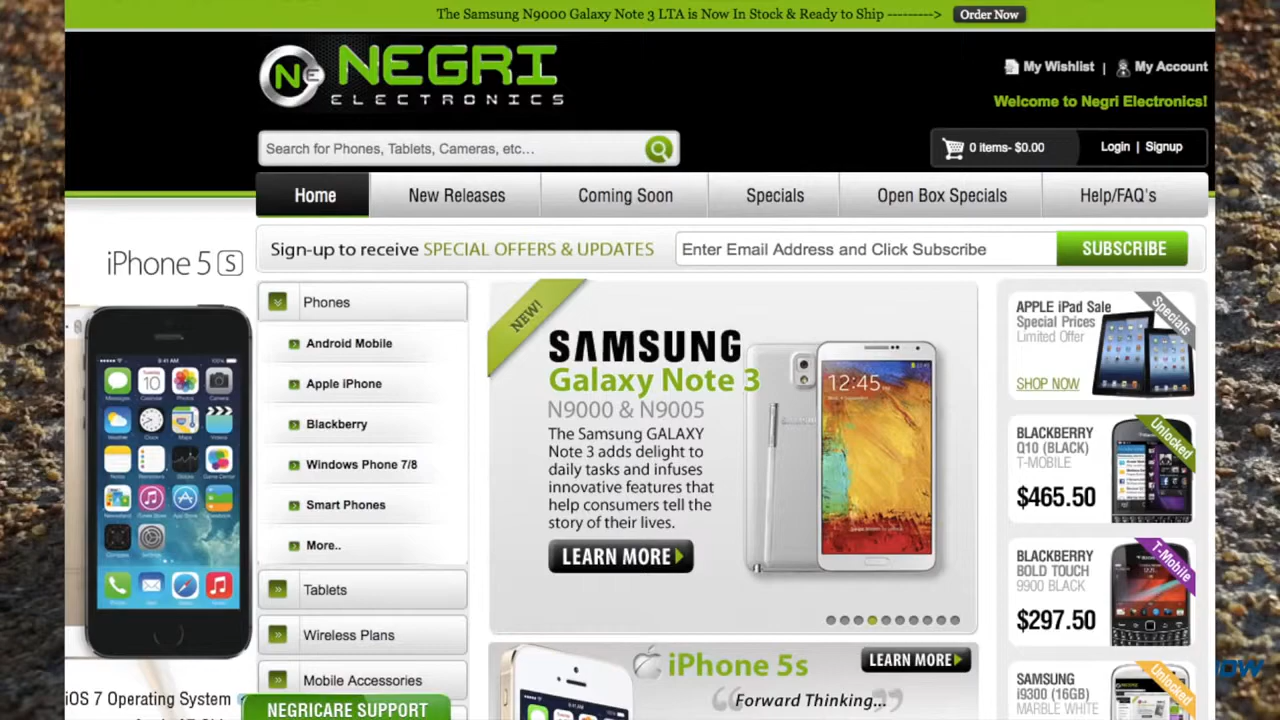 The Samsung N9000 Galaxy Note 3 LTA is Now In Stock & Ready to Ship --------->
Order Now
NE
NEGRI
ELECTRONICS
My Wishlist | My Account
Welcome to Negri Electronics!
Search for Phones, Tablets, Cameras, etc...
0 items- $0.00
Login | Signup
Home
New Releases
Coming Soon
Specials
Open Box Specials
Help/FAQ's
Sign-up to receive SPECIAL OFFERS & UPDATES
Enter Email Address and Click Subscribe
SUBSCRIBE
iPhone 5 S
9:41 AM
iOS 7 Operating System
Phones
Android Mobile
Apple iPhone
Blackberry
Windows Phone 7/8
Smart Phones
More..
Tablets
Wireless Plans
Mobile Accessories
NEGRICARE SUPPORT
NEW!
SAMSUNG
Galaxy Note 3
N9000 & N9005
The Samsung GALAXY
Note 3 adds delight to
daily tasks and infuses
innovative features that
help consumers tell the
story of their lives.
LEARN MORE
12:45
iPhone 5s
LEARN MORE
Forward Thinking...
APPLE iPad Sale
Special Prices
Limited Offer
SHOP NOW
Specials
BLACKBERRY
Q10 (BLACK)
T-MOBILE
$465.50
Unlocked
BLACKBERRY
BOLD TOUCH
9900 BLACK
$297.50
T-Mobile
SAMSUNG
i9300 (16GB)
MARBLE WHITE
Unlocked